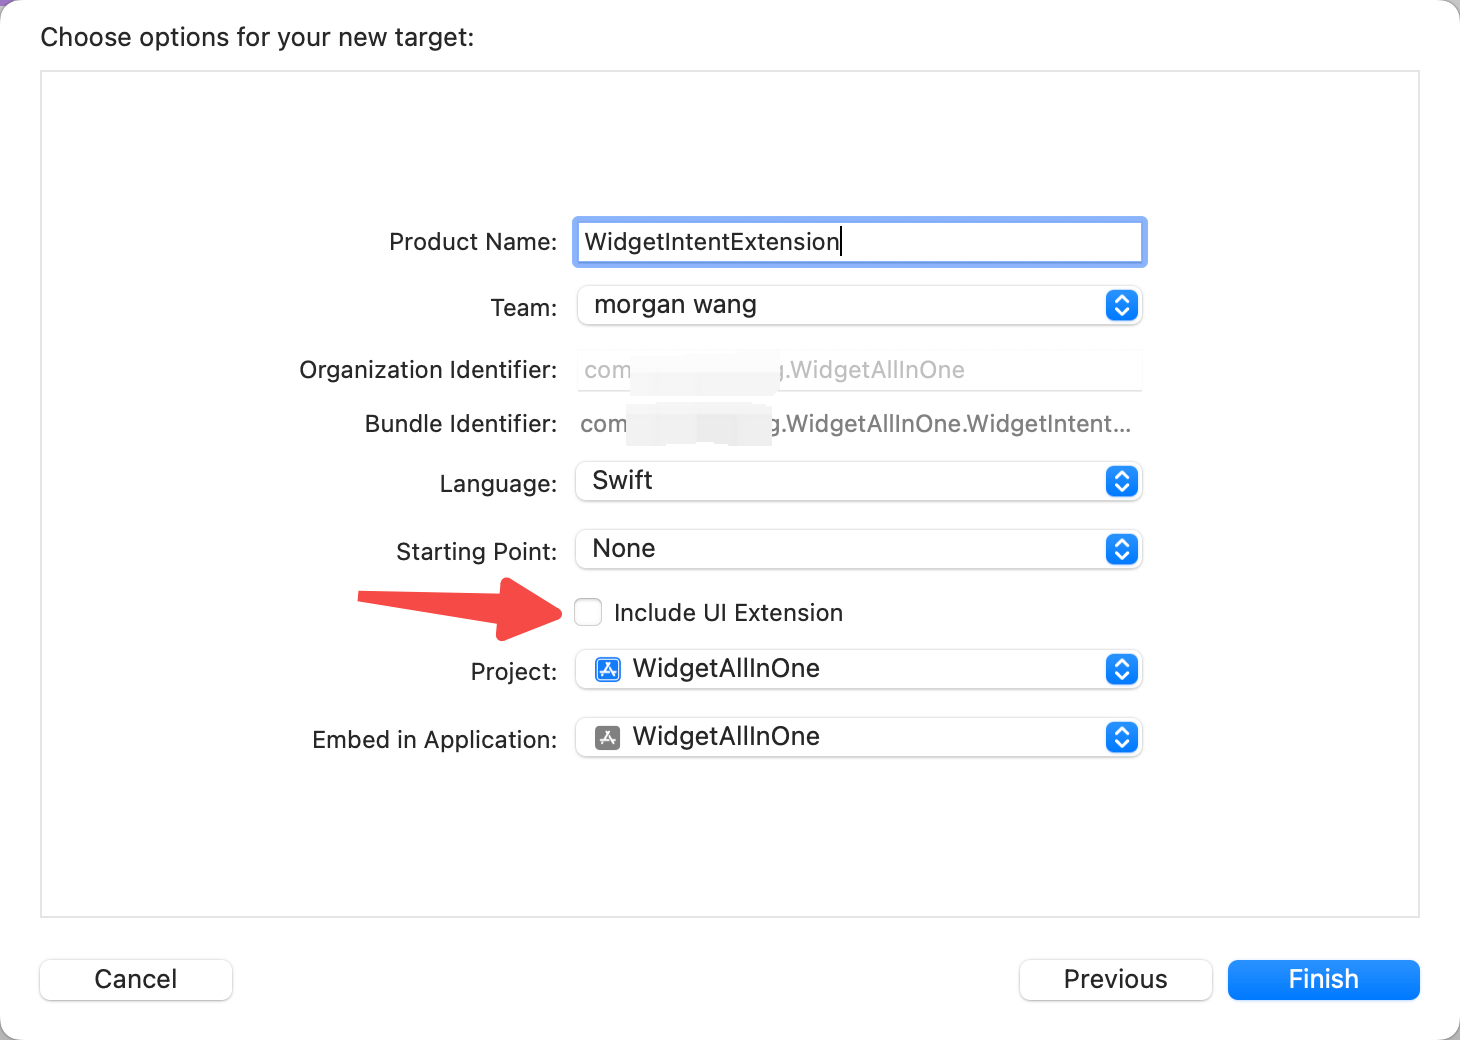 Choose options for your new target:
Product Name: WidgetIntentExtension
Team: morgan wang
Organization Identifier: com .WidgetAllInOne
Bundle Identifier: com g.WidgetAllInOne.WidgetIntent...
Language: Swift
Starting Point: None
Include UI Extension
Project: WidgetAllInOne
Embed in Application: WidgetAllInOne
Cancel Previous Finish